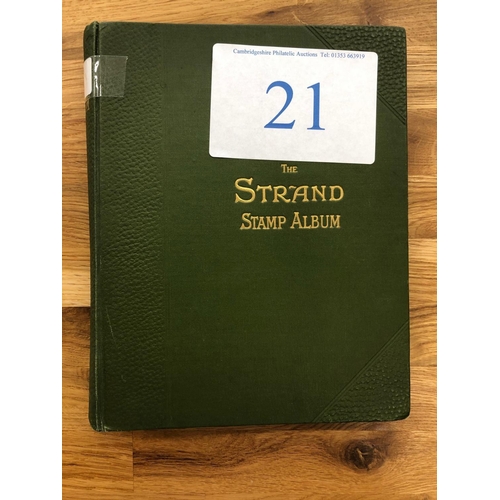 Cambridgeshire Philatelic Auctions Tel: 01353 663919
21
THE
STRAND
STAMP ALBUM